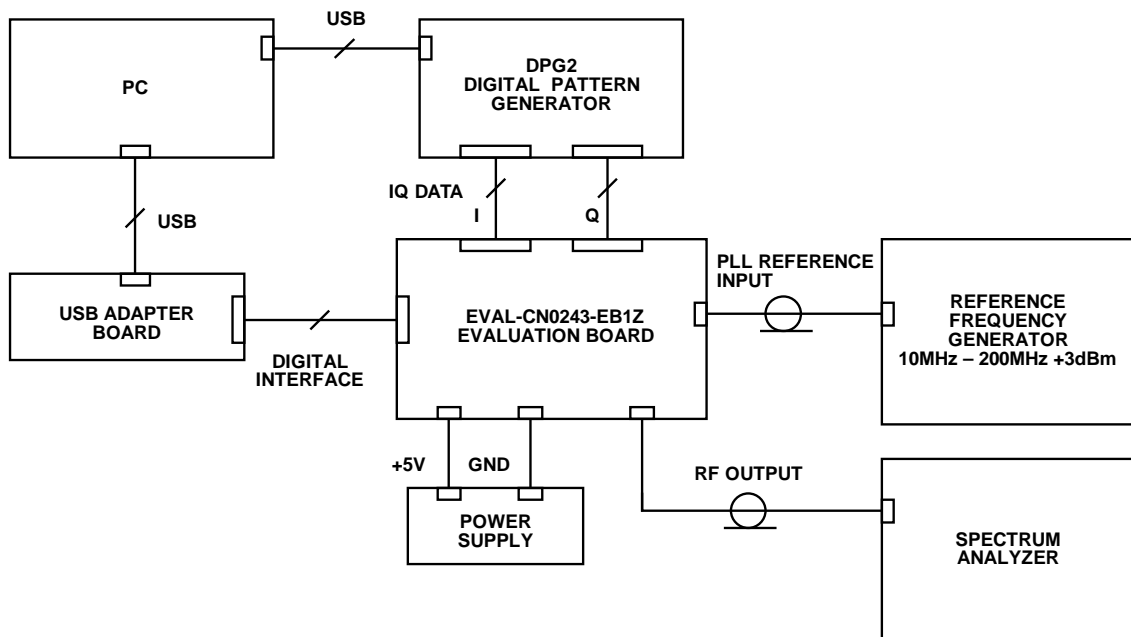 USB
PC
DPG2
DIGITAL PATTERN
GENERATOR
IQ DATA
I
Q
USB
USB ADAPTER
BOARD
DIGITAL
INTERFACE
EVAL-CN0243-EB1Z
EVALUATION BOARD
PLL REFERENCE
INPUT
REFERENCE
FREQUENCY
GENERATOR
10MHz – 200MHz +3dBm
+5V
GND
POWER
SUPPLY
RF OUTPUT
SPECTRUM
ANALYZER